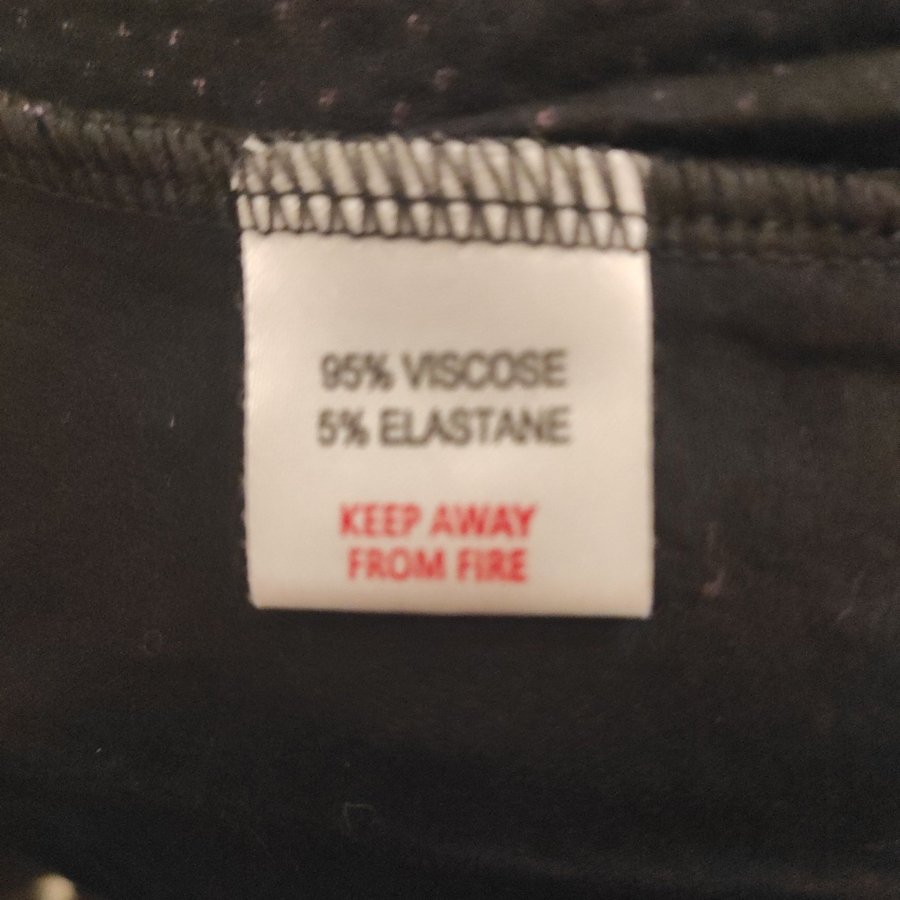 95% VISCOSE
5% ELASTANE
KEEP AWAY
FROM FIRE